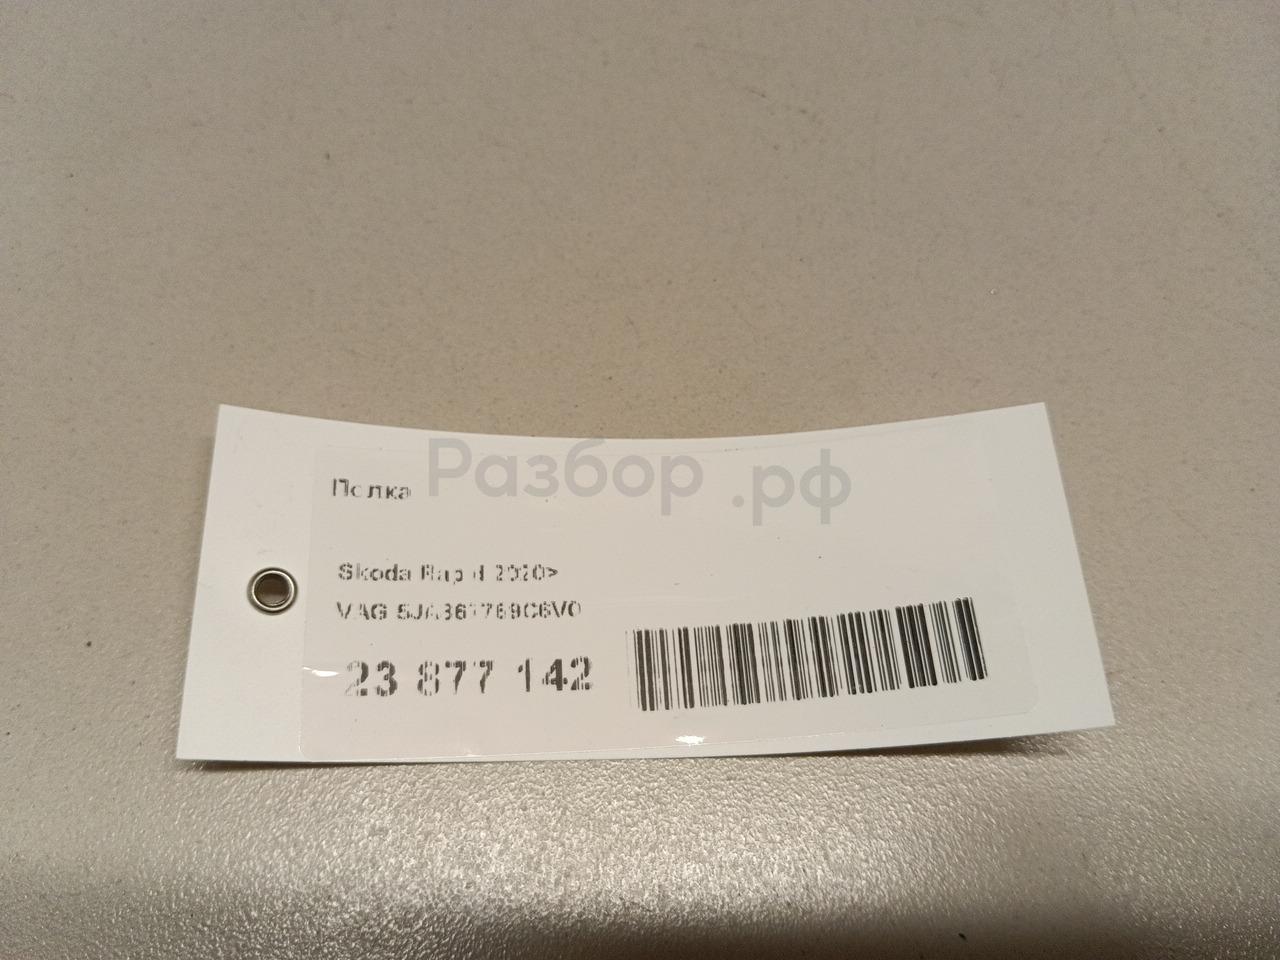 Разбор.рф
Полка
Skoda Rapid 2020>
VAG 5JA867769C6V0
23 877 142